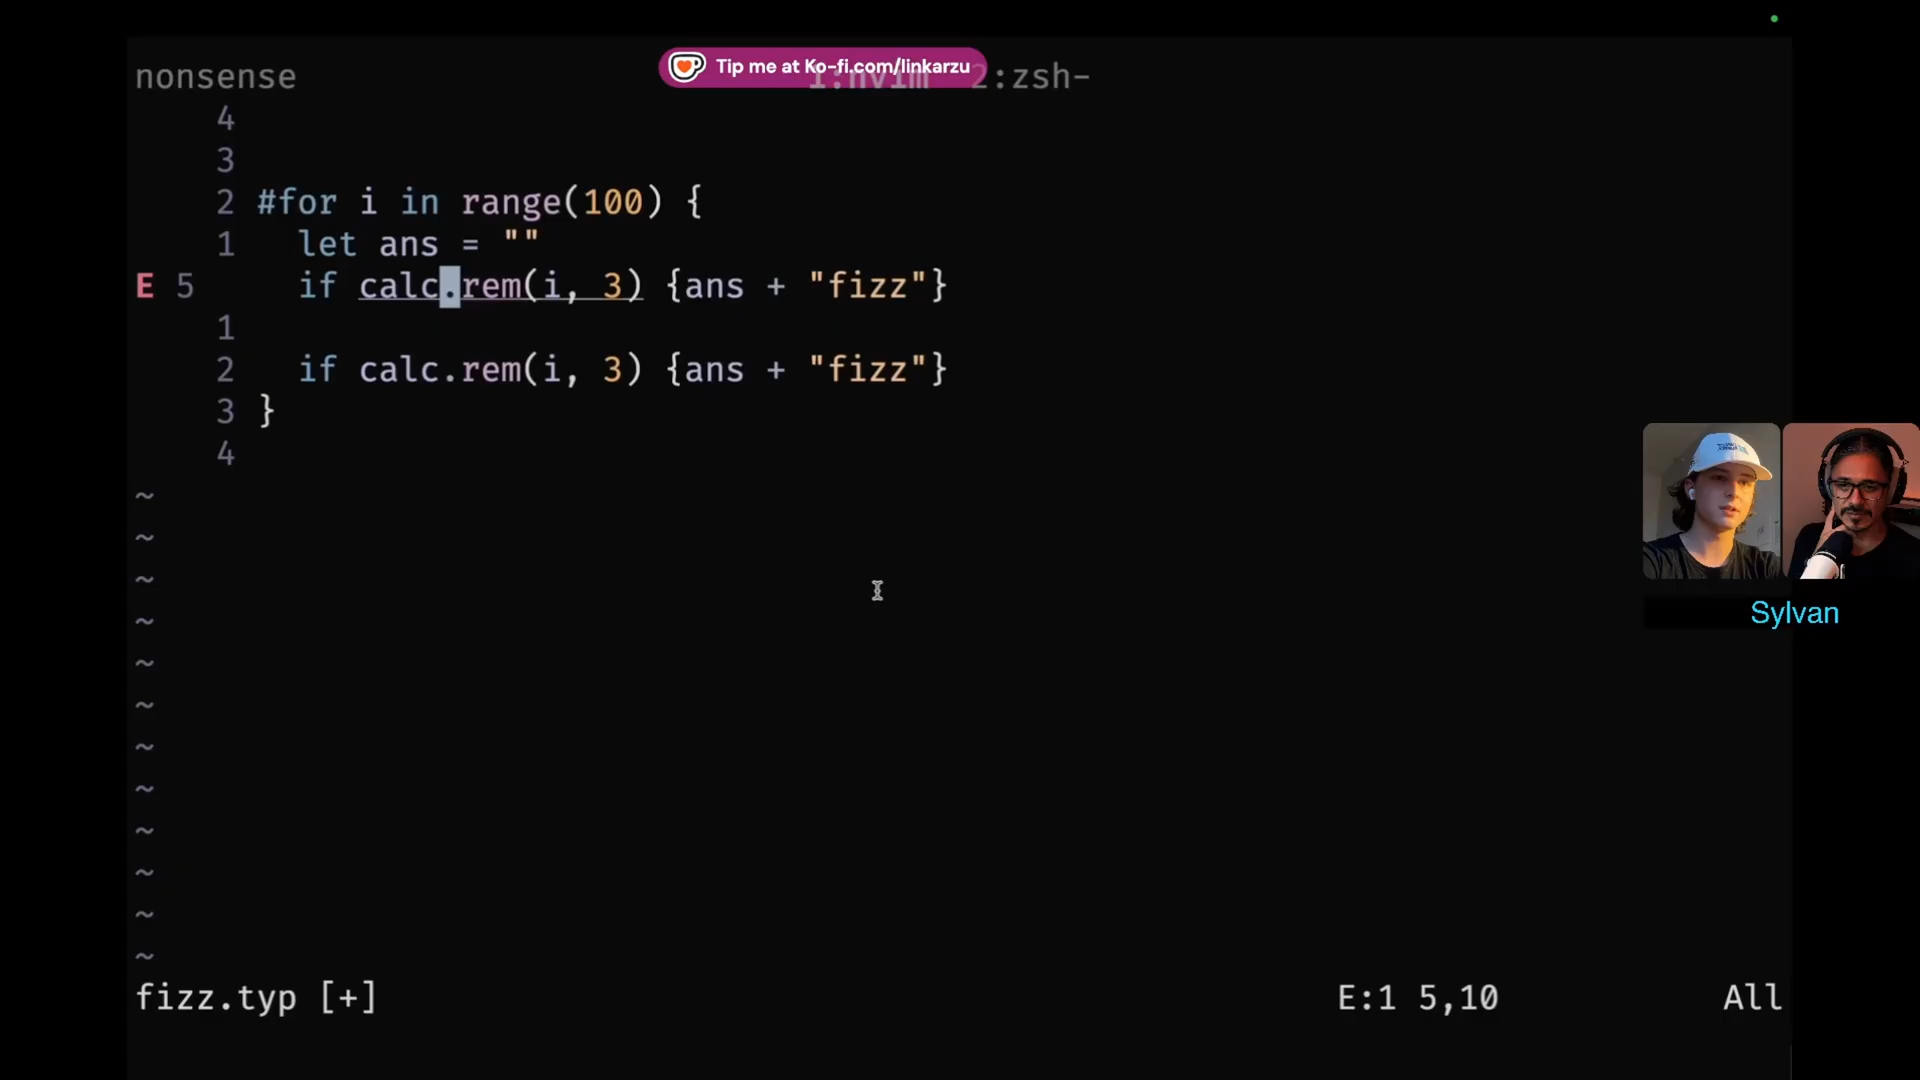 Tip me at Ko-fi.com/linkarzu
nonsense 1:nvim 2:zsh-
4
3
2 #for i in range(100) {
1 let ans = ""
E 5 if calc.rem(i, 3) {ans + "fizz"}
1
2 if calc.rem(i, 3) {ans + "fizz"}
3 }
4
~
~
~
~
~
~
~
~
~
~
~
~
Sylvan
fizz.typ [+] E:1 5,10 All